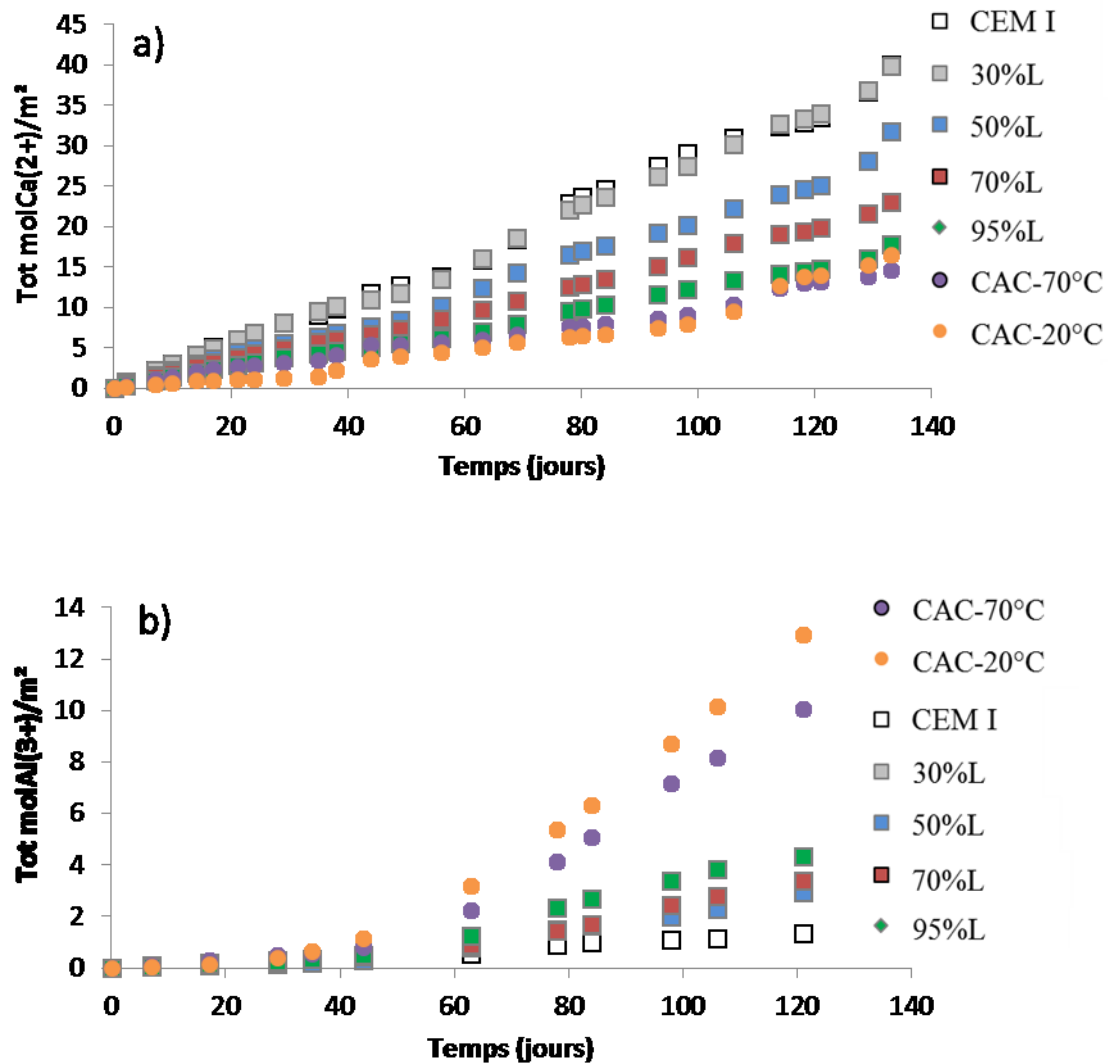 a)
Tot molCa(2+)/m²
45
40
35
30
25
20
15
10
5
0
0 20 40 60 80 100 120 140
Temps (jours)
CEM I
30%L
50%L
70%L
95%L
CAC-70°C
CAC-20°C
b)
Tot molAl(3+)/m²
14
12
10
8
6
4
2
0
0 20 40 60 80 100 120 140
Temps (jours)
CAC-70°C
CAC-20°C
CEM I
30%L
50%L
70%L
95%L